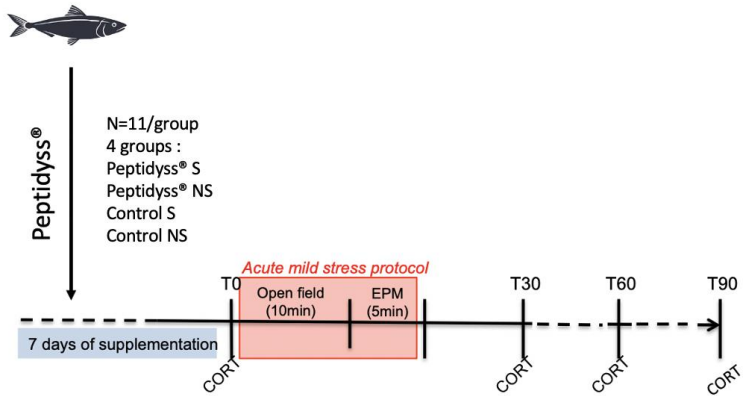 Peptidyss®
N=11/group
4 groups :
Peptidyss® S
Peptidyss® NS
Control S
Control NS
Acute mild stress protocol
T0
T30
T60
T90
Open field
(10min)
EPM
(5min)
7 days of supplementation
CORT
CORT
CORT
CORT